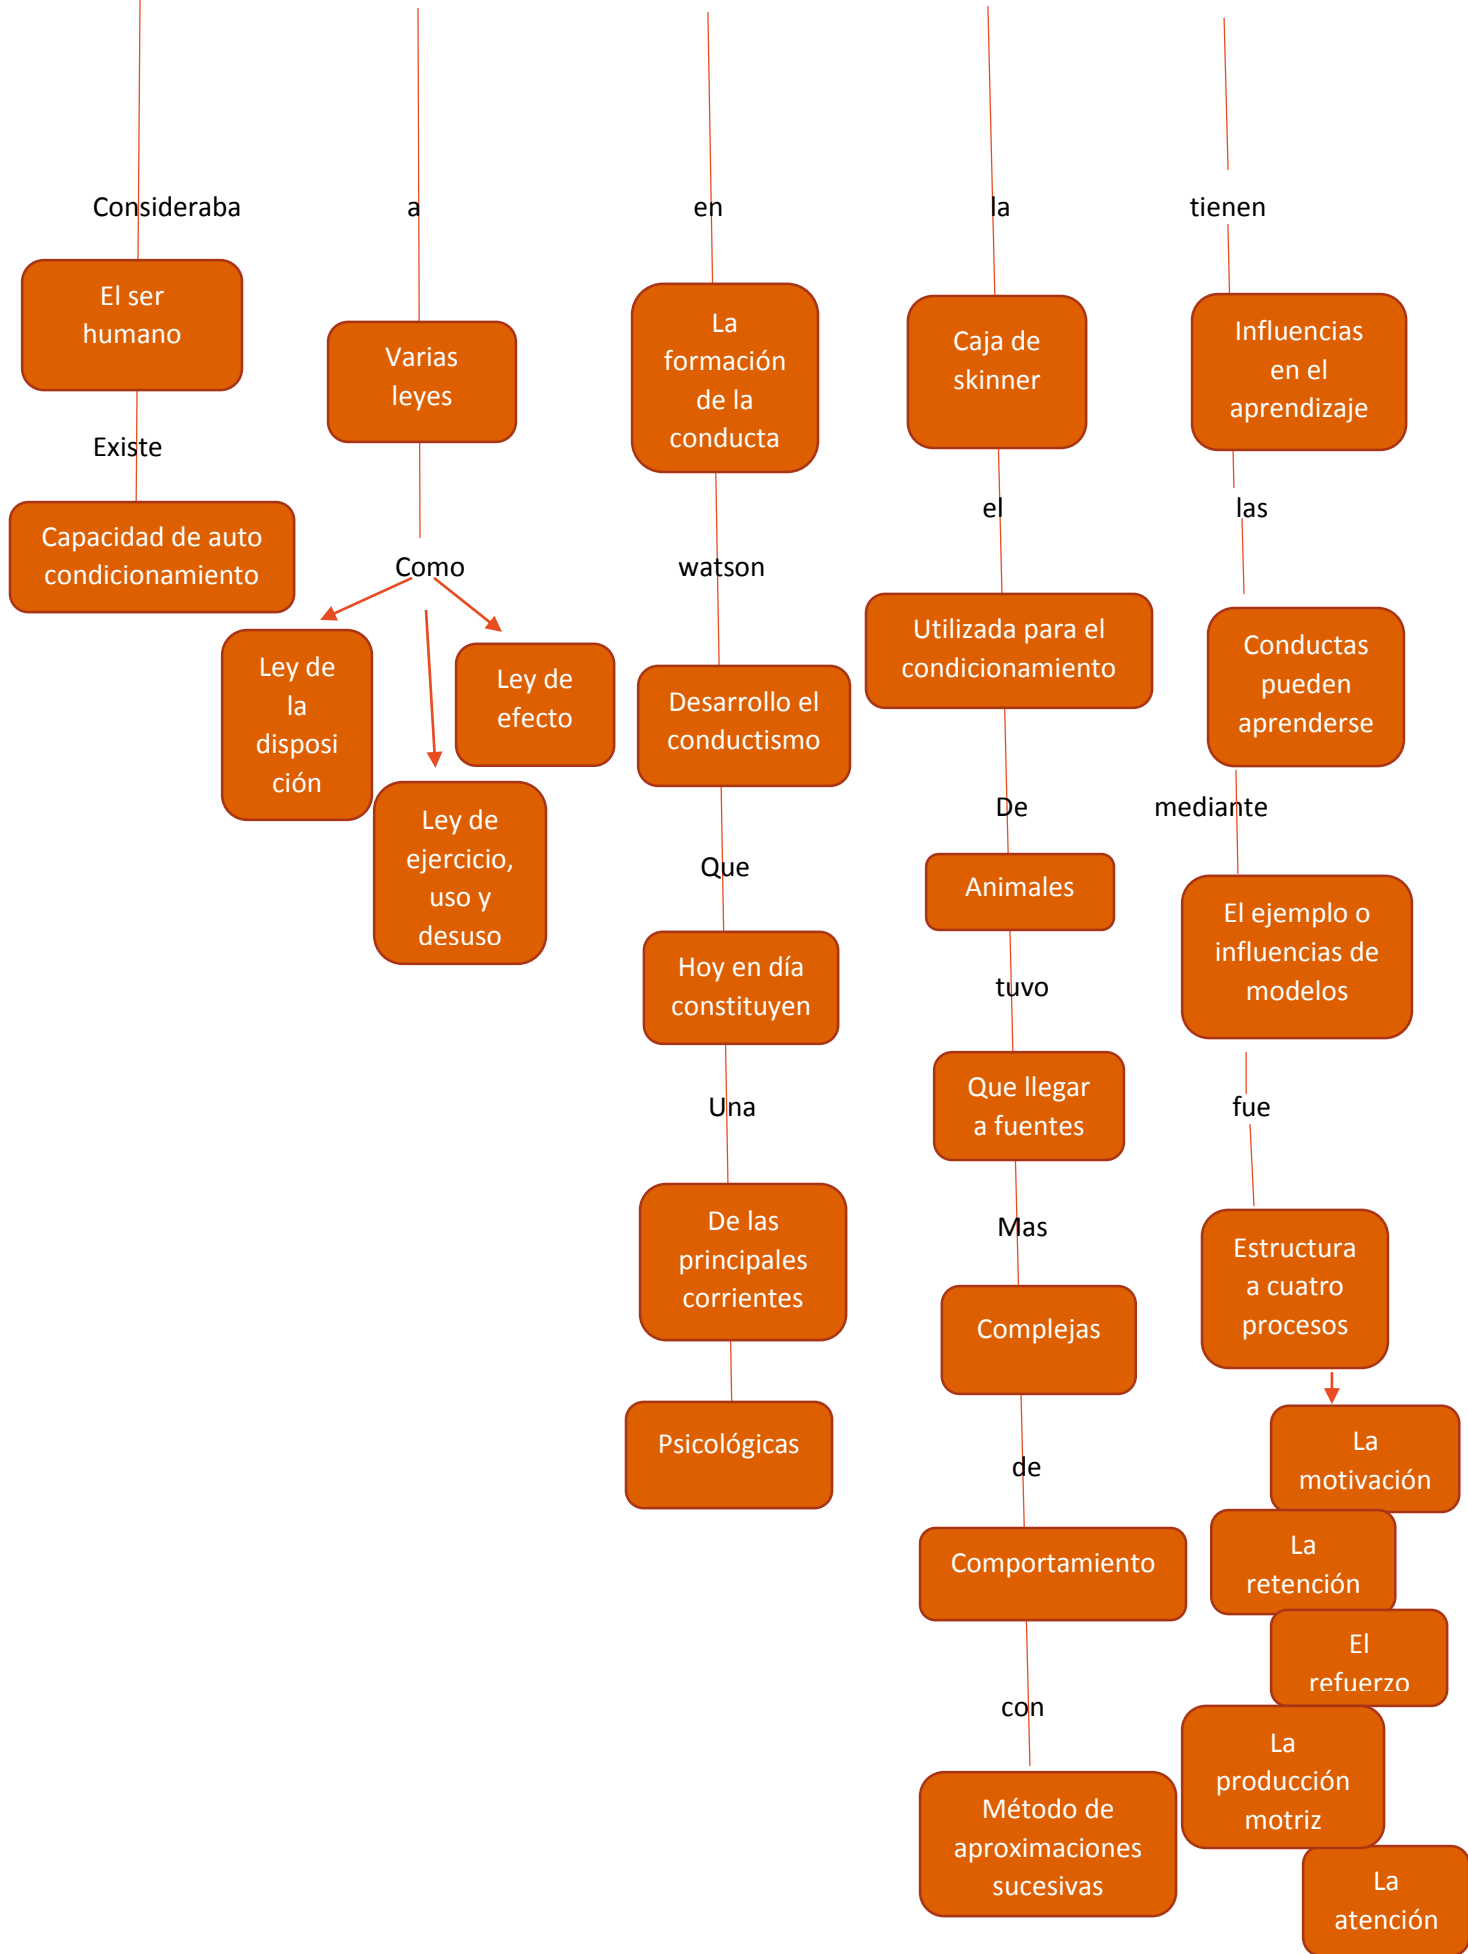 Consideraba
El ser
humano
Existe
Capacidad de auto
condicionamiento
a
Varias
leyes
Como
Ley de
la
disposi
ción
Ley de
ejercicio,
uso y
desuso
Ley de
efecto
en
La
formación
de la
conducta
watson
Desarrollo el
conductismo
Que
Hoy en día
constituyen
Una
De las
principales
corrientes
Psicológicas
la
Caja de
skinner
el
Utilizada para el
condicionamiento
De
Animales
tuvo
Que llegar
a fuentes
Mas
Complejas
de
Comportamiento
con
Método de
aproximaciones
sucesivas
tienen
Influencias
en el
aprendizaje
las
Conductas
pueden
aprenderse
mediante
El ejemplo o
influencias de
modelos
fue
Estructura
a cuatro
procesos
La
motivación
La
retención
El
refuerzo
La
producción
motriz
La
atención